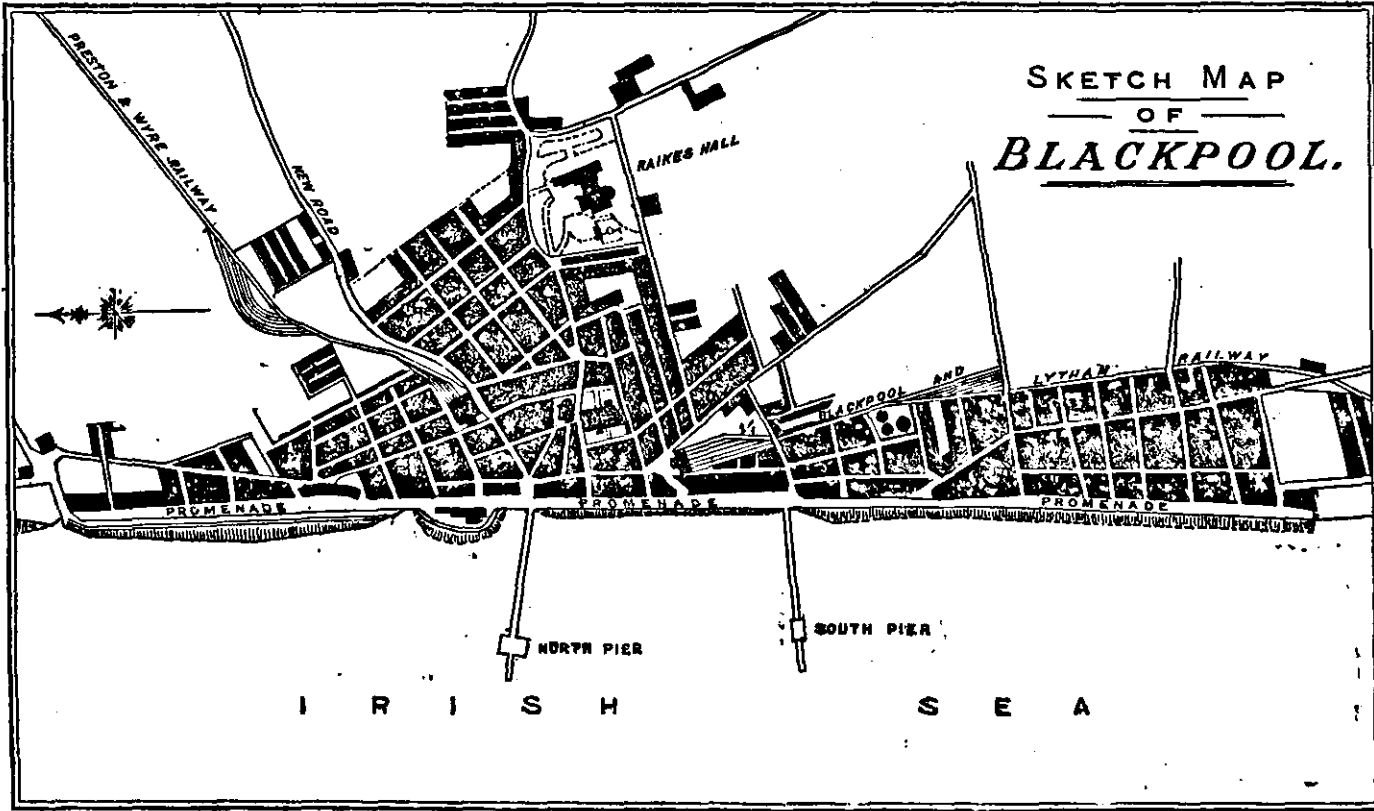 SKETCH MAP
OF
BLACKPOOL.
PRESTON & WYRE RAILWAY
NEW ROAD
RAIKES HALL
BLACKPOOL AND LYTHAM RAILWAY
PROMENADE
PROMENADE
PROMENADE
NORTH PIER
SOUTH PIER
IRISH SEA